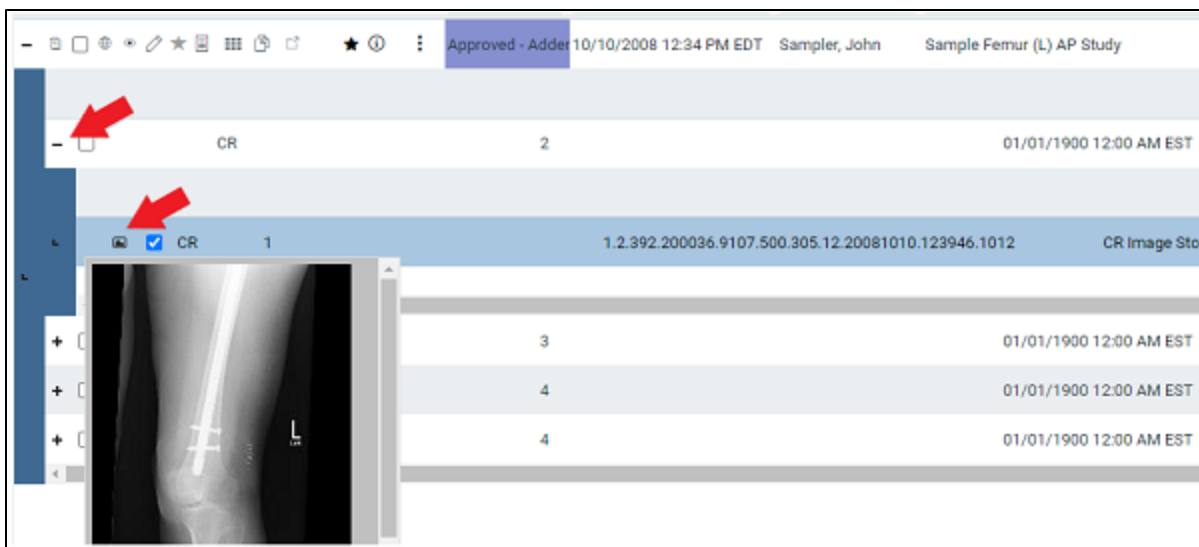 Approved - Adder 10/10/2008 12:34 PM EDT Sampler, John Sample Femur (L) AP Study
CR 2 01/01/1900 12:00 AM EST
CR 1 1.2.392.200036.9107.500.305.12.20081010.123946.1012 CR Image Sto
3 01/01/1900 12:00 AM EST
4 01/01/1900 12:00 AM EST
L
4 01/01/1900 12:00 AM EST